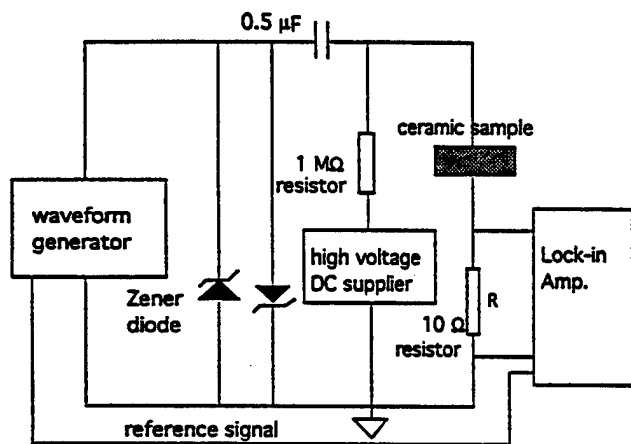 0.5 µF
ceramic sample
1 MΩ
resistor
waveform
generator
high voltage
DC supplier
Lock-in
Amp.
Zener
diode
R
10 Ω
resistor
reference signal